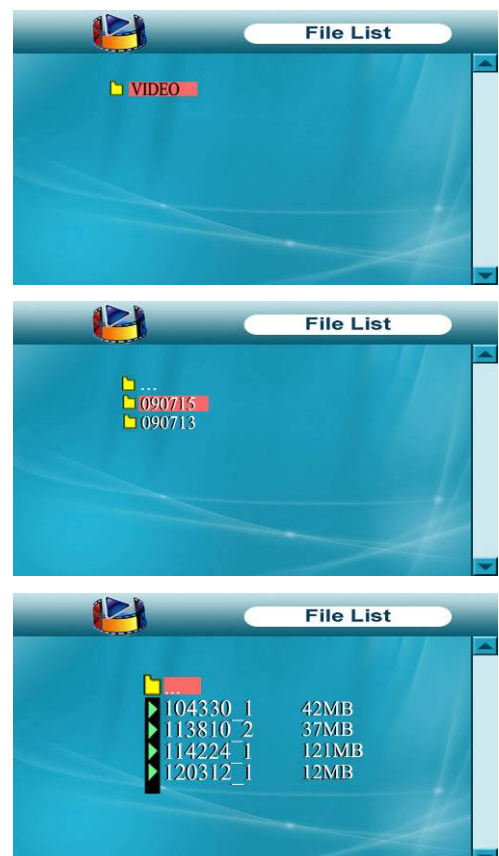 File List
VIDEO
File List
...
090715
090713
File List
...
104330_1 42MB
113810_2 37MB
114224_1 121MB
120312_1 12MB